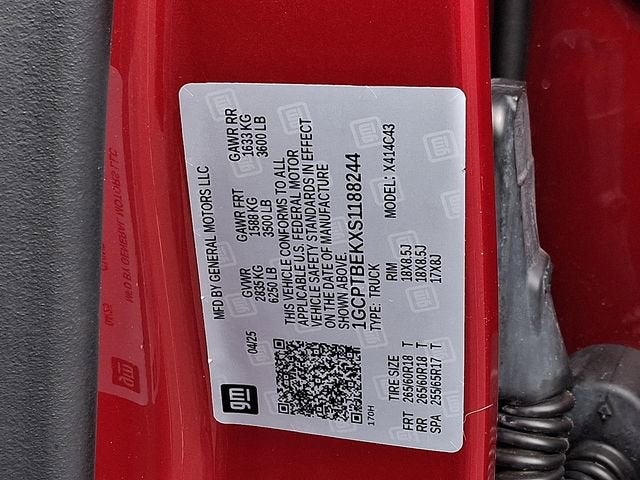 gm
MFD BY GENERAL MOTORS LLC
04/25
GVWR GAWR FRT GAWR RR
2835 KG 1588 KG 1633 KG
6250 LB 3500 LB 3600 LB
THIS VEHICLE CONFORMS TO ALL
APPLICABLE U.S. FEDERAL MOTOR
VEHICLE SAFETY STANDARDS IN EFFECT
ON THE DATE OF MANUFACTURE
SHOWN ABOVE.
1GCPTBEKXS1188244
TYPE: TRUCK MODEL: X414C43
170H
TIRE SIZE RIM
FRT 265/60R18 T 18X8.5J
RR 265/60R18 T 18X8.5J
SPA 255/65R17 T 17X8J